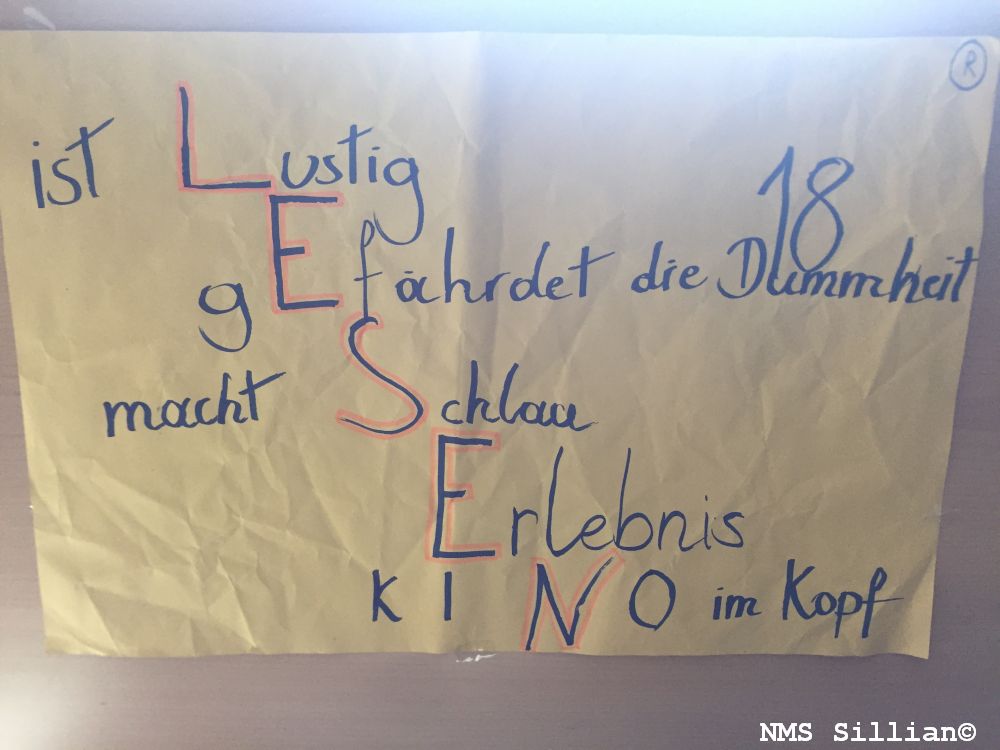 ®
ist Lustig
18
gEfährdet die Dummheit
macht Schlau
Erlebnis
KINO im Kopf
NMS Sillian©